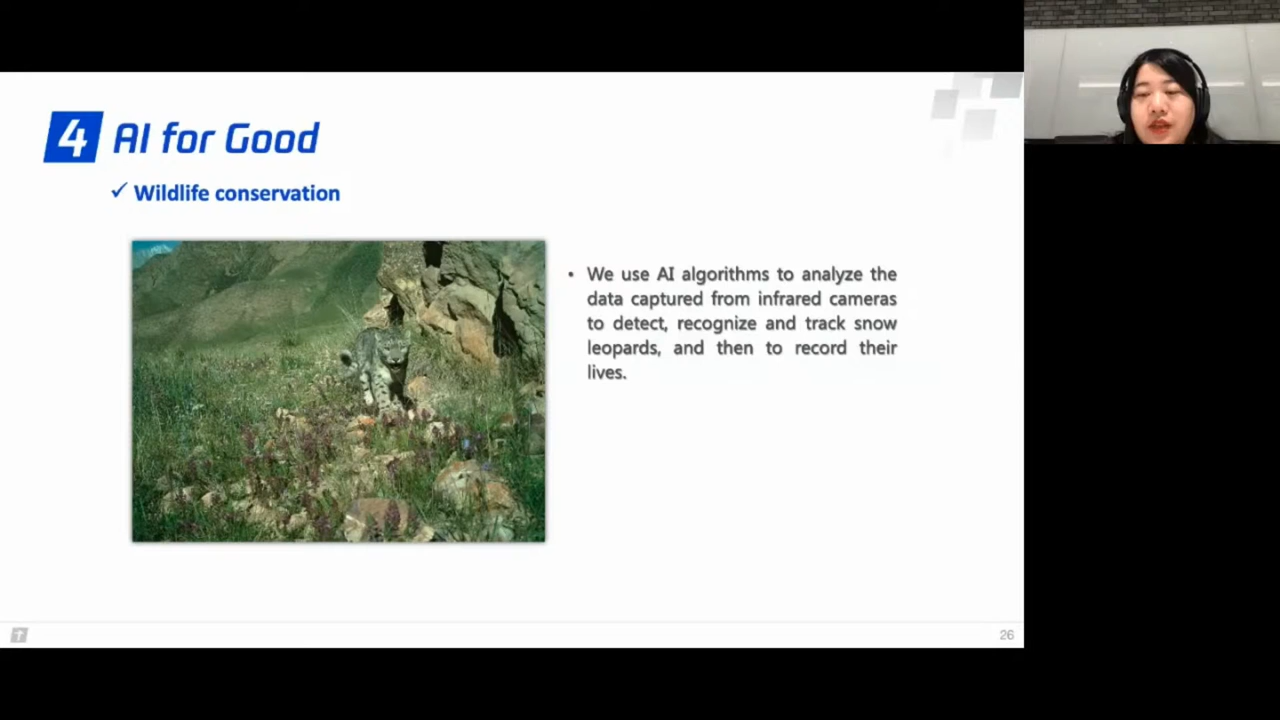 4 AI for Good
✓ Wildlife conservation
• We use AI algorithms to analyze the
data captured from infrared cameras
to detect, recognize and track snow
leopards, and then to record their
lives.
26